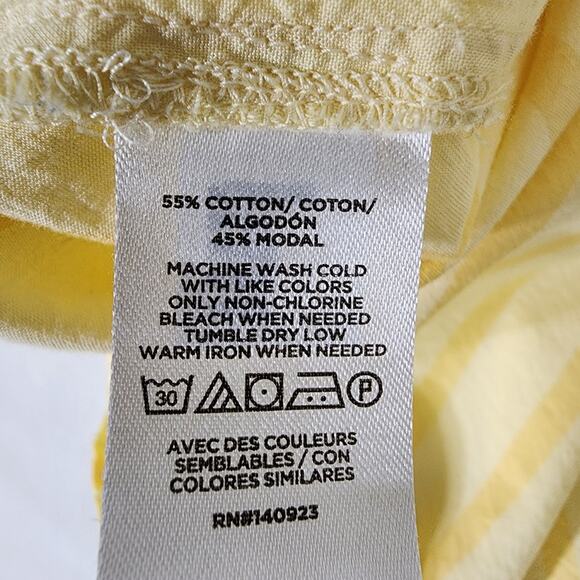 55% COTTON/ COTON/
ALGODÓN
45% MODAL
MACHINE WASH COLD
WITH LIKE COLORS
ONLY NON-CHLORINE
BLEACH WHEN NEEDED
TUMBLE DRY LOW
WARM IRON WHEN NEEDED
30 P
AVEC DES COULEURS
SEMBLABLES / CON
COLORES SIMILARES
RN#140923